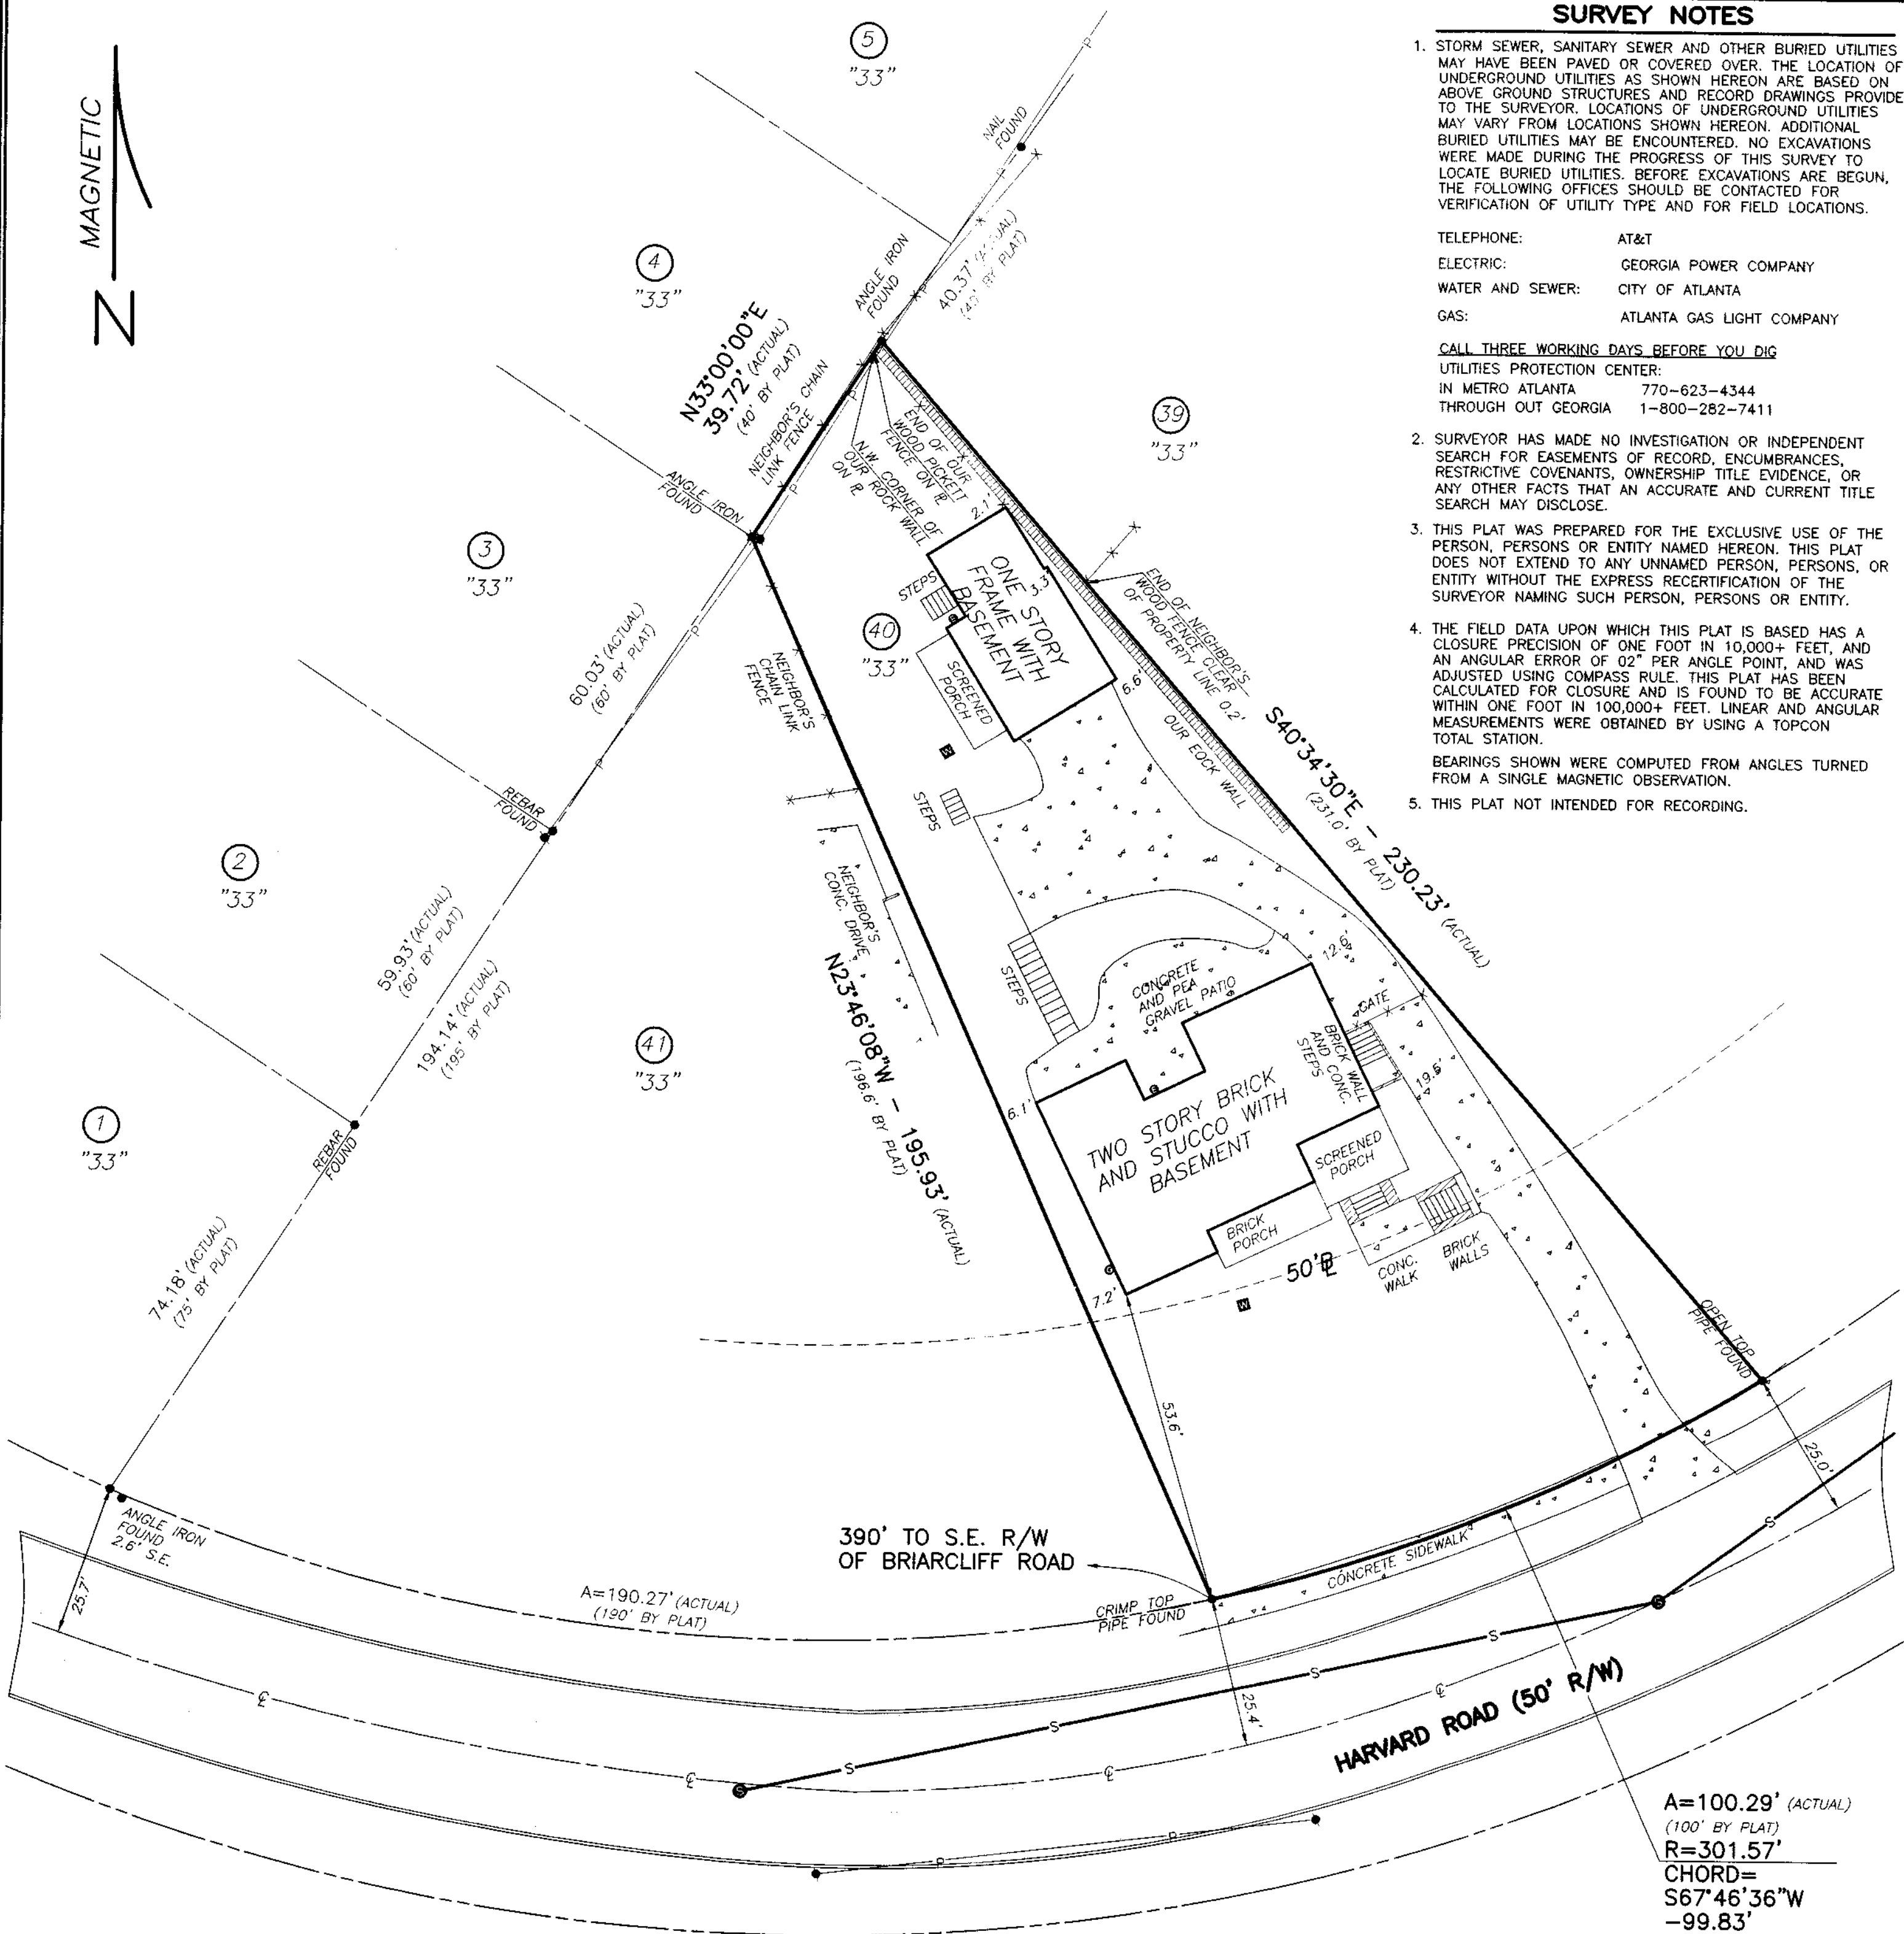 SURVEY NOTES
1. STORM SEWER, SANITARY SEWER AND OTHER BURIED UTILITIES
MAY HAVE BEEN PAVED OR COVERED OVER. THE LOCATION OF
UNDERGROUND UTILITIES AS SHOWN HEREON ARE BASED ON
ABOVE GROUND STRUCTURES AND RECORD DRAWINGS PROVIDE
TO THE SURVEYOR. LOCATIONS OF UNDERGROUND UTILITIES
MAY VARY FROM LOCATIONS SHOWN HEREON. ADDITIONAL
BURIED UTILITIES MAY BE ENCOUNTERED. NO EXCAVATIONS
WERE MADE DURING THE PROGRESS OF THIS SURVEY TO
LOCATE BURIED UTILITIES. BEFORE EXCAVATIONS ARE BEGUN,
THE FOLLOWING OFFICES SHOULD BE CONTACTED FOR
VERIFICATION OF UTILITY TYPE AND FOR FIELD LOCATIONS.
TELEPHONE: AT&T
ELECTRIC: GEORGIA POWER COMPANY
WATER AND SEWER: CITY OF ATLANTA
GAS: ATLANTA GAS LIGHT COMPANY
CALL THREE WORKING DAYS BEFORE YOU DIG
UTILITIES PROTECTION CENTER:
IN METRO ATLANTA 770-623-4344
THROUGH OUT GEORGIA 1-800-282-7411
2. SURVEYOR HAS MADE NO INVESTIGATION OR INDEPENDENT
SEARCH FOR EASEMENTS OF RECORD, ENCUMBRANCES,
RESTRICTIVE COVENANTS, OWNERSHIP TITLE EVIDENCE, OR
ANY OTHER FACTS THAT AN ACCURATE AND CURRENT TITLE
SEARCH MAY DISCLOSE.
3. THIS PLAT WAS PREPARED FOR THE EXCLUSIVE USE OF THE
PERSON, PERSONS OR ENTITY NAMED HEREON. THIS PLAT
DOES NOT EXTEND TO ANY UNNAMED PERSON, PERSONS, OR
ENTITY WITHOUT THE EXPRESS RECERTIFICATION OF THE
SURVEYOR NAMING SUCH PERSON, PERSONS OR ENTITY.
4. THE FIELD DATA UPON WHICH THIS PLAT IS BASED HAS A
CLOSURE PRECISION OF ONE FOOT IN 10,000+ FEET, AND
AN ANGULAR ERROR OF 02" PER ANGLE POINT, AND WAS
ADJUSTED USING COMPASS RULE. THIS PLAT HAS BEEN
CALCULATED FOR CLOSURE AND IS FOUND TO BE ACCURATE
WITHIN ONE FOOT IN 100,000+ FEET. LINEAR AND ANGULAR
MEASUREMENTS WERE OBTAINED BY USING A TOPCON
TOTAL STATION.
BEARINGS SHOWN WERE COMPUTED FROM ANGLES TURNED
FROM A SINGLE MAGNETIC OBSERVATION.
5. THIS PLAT NOT INTENDED FOR RECORDING.
MAGNETIC
N
5
"33"
NAIL
FOUND
4
"33"
ANGLE IRON
FOUND
40.37'
(40' BY PLAT)
N33°00'00"E
39.72' (ACTUAL)
(40' BY PLAT)
NEIGHBOR'S CHAIN
LINK FENCE
END OF OUR
WOOD PICKETT
FENCE ON ℙ
N.W. CORNER OF
OUR ROCK WALL
ON ℙ
39
"33"
ANGLE IRON
FOUND
3
"33"
2.1'
ONE STORY
FRAME WITH
BASEMENT
3.3'
STEPS
40
"33"
SCREENED
PORCH
END OF NEIGHBOR'S
WOOD FENCE CLEAR
OF PROPERTY LINE 0.2'
6.6'
OUR EOCK WALL
S40°34'30"E - 230.23' (ACTUAL)
(231.0' BY PLAT)
60.03' (ACTUAL)
(60' BY PLAT)
NEIGHBOR'S
CHAIN LINK
FENCE
W
STEPS
REBAR
FOUND
2
"33"
NEIGHBOR'S
CONC. DRIVE
59.93' (ACTUAL)
(60' BY PLAT)
194.14' (ACTUAL)
(195' BY PLAT)
N23°46'08"W - 195.93' (ACTUAL)
(196.6' BY PLAT)
STEPS
CONCRETE
AND PEA
GRAVEL PATIO
12.6'
GATE
BRICK WALL
AND CONC.
STEPS
19.5'
41
"33"
1
"33"
REBAR
FOUND
6.1'
TWO STORY BRICK
AND STUCCO WITH
BASEMENT
SCREENED
PORCH
BRICK
PORCH
50'
CONC.
WALK
BRICK
WALLS
7.2'
W
74.18' (ACTUAL)
(75' BY PLAT)
OPEN TOP
PIPE FOUND
53.6'
25.0'
ANGLE IRON
FOUND
2.6' S.E.
25.7'
390' TO S.E. R/W
OF BRIARCLIFF ROAD
CONCRETE SIDEWALK
A=190.27' (ACTUAL)
(190' BY PLAT)
CRIMP TOP
PIPE FOUND
25.4'
HARVARD ROAD (50' R/W)
A=100.29' (ACTUAL)
(100' BY PLAT)
R=301.57'
CHORD=
S67°46'36"W
-99.83'